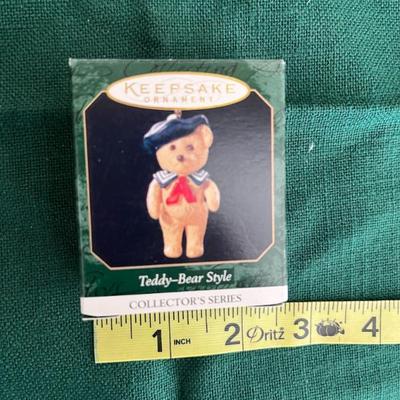 KEEPSAKE
ORNAMENT
Teddy–Bear Style
COLLECTOR'S SERIES
1 INCH 2 Dritz 3 4